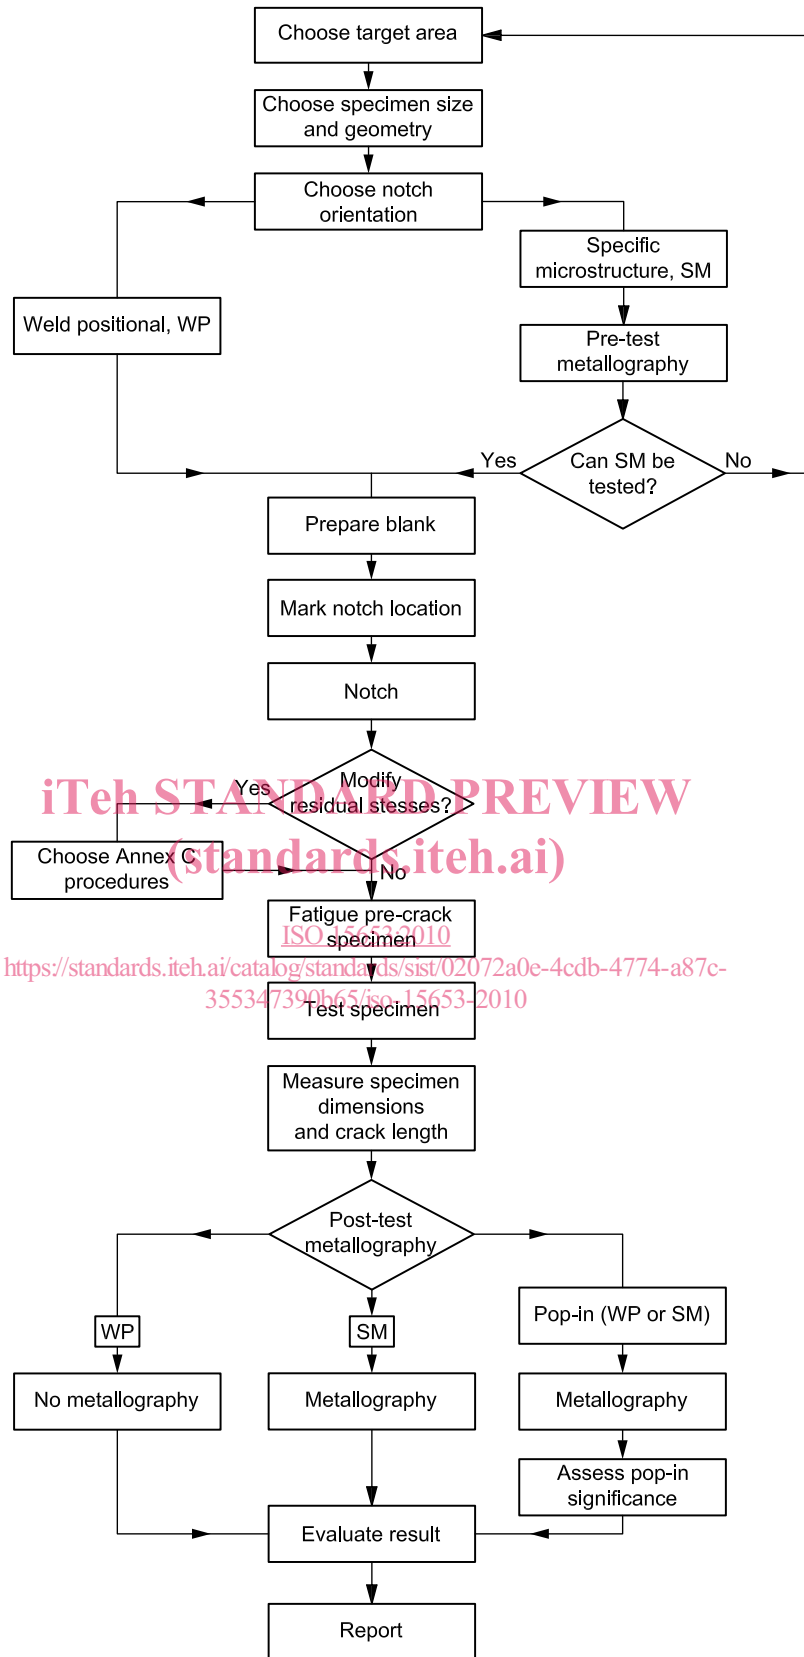 Choose target area
Choose specimen size
and geometry
Choose notch
orientation
Specific
microstructure, SM
Weld positional, WP
Pre-test
metallography
Can SM be
tested?
Yes
No
Prepare blank
Mark notch location
Notch
Modify
residual stesses?
Yes
No
iTeh STANDARD PREVIEW
(standards.iteh.ai)
Choose Annex C
procedures
Fatigue pre-crack
specimen
ISO 15653:2010
https://standards.iteh.ai/catalog/standards/sist/02072a0e-4cdb-4774-a87c-
355347390b65/iso-15653-2010
Test specimen
Measure specimen
dimensions
and crack length
Post-test
metallography
WP
SM
Pop-in (WP or SM)
No metallography
Metallography
Metallography
Assess pop-in
significance
Evaluate result
Report